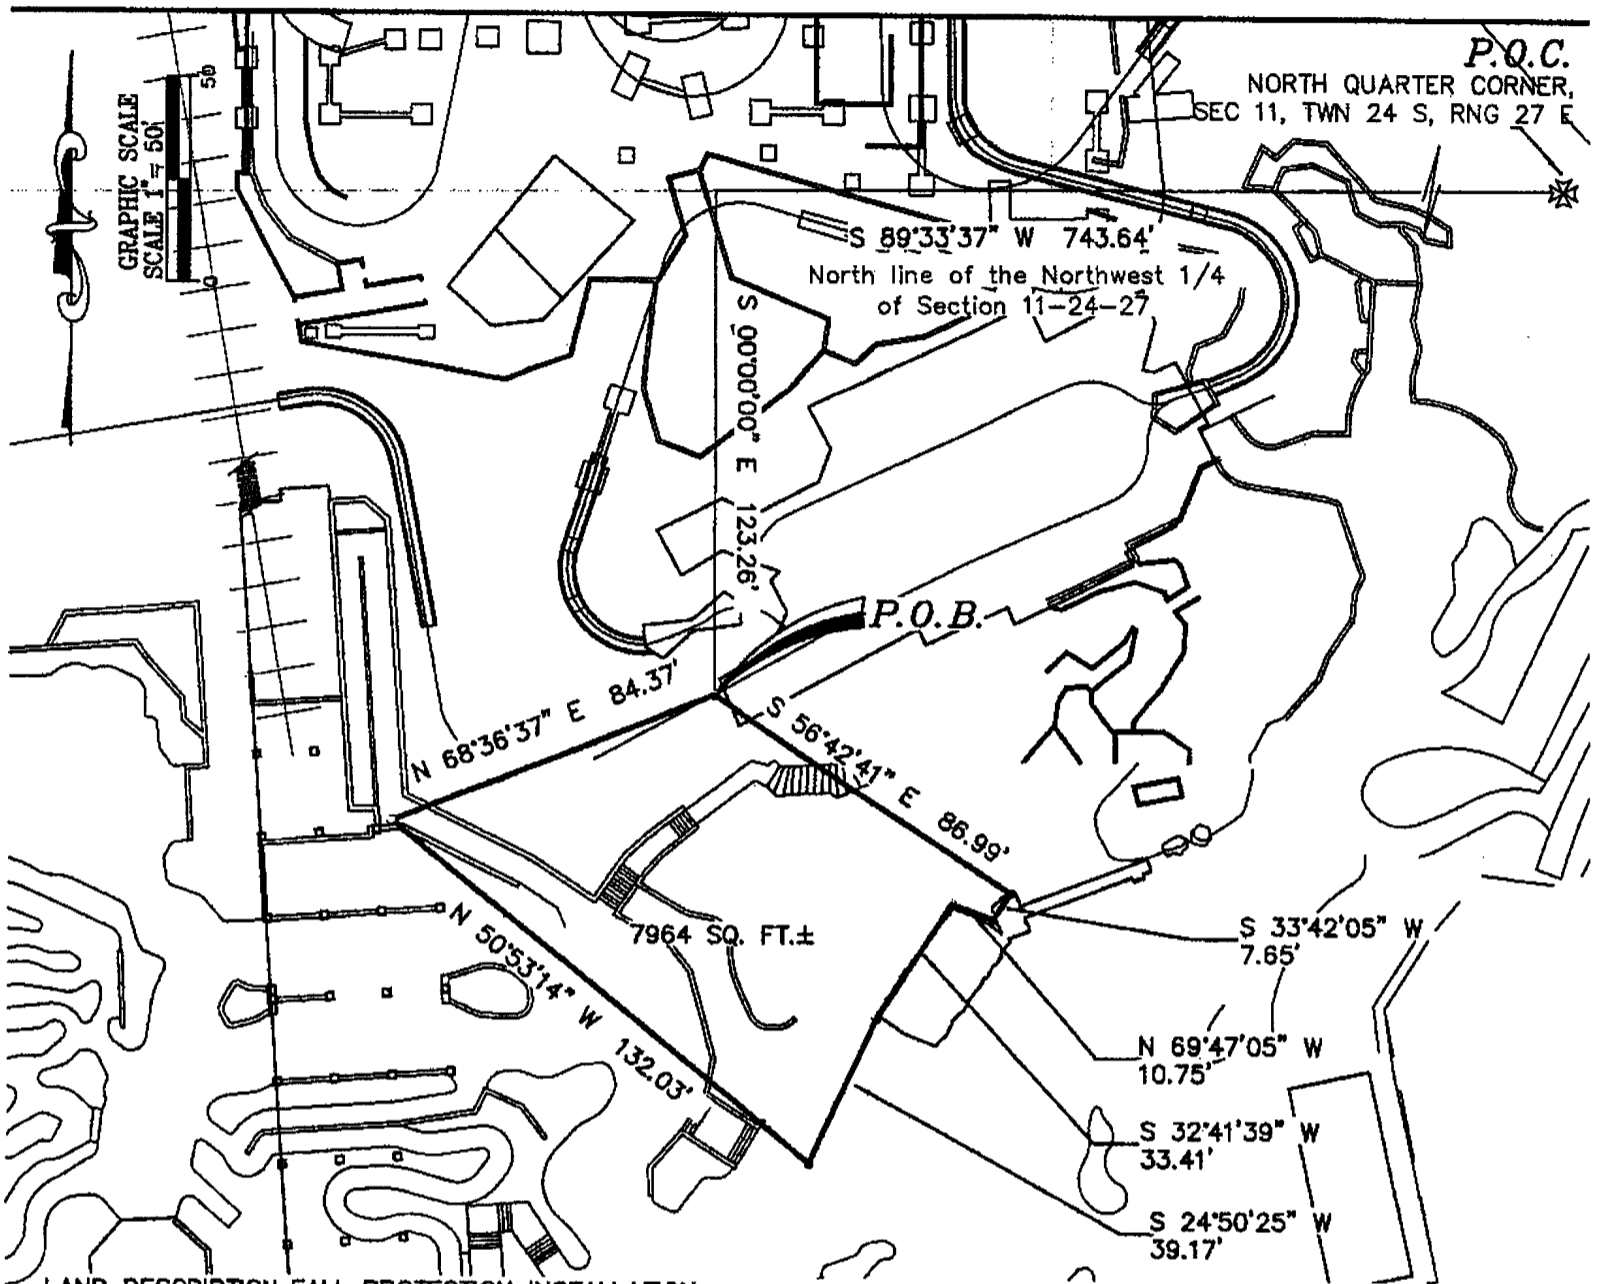 P.O.C.
NORTH QUARTER CORNER,
SEC 11, TWN 24 S, RNG 27 E
GRAPHIC SCALE
SCALE 1" = 50'
50
0
S 89°33'37" W 743.64'
North line of the Northwest 1/4
of Section 11-24-27
S 00°00'00" E 123.26'
P.O.B.
N 68°36'37" E 84.37'
S 56°42'41" E 86.99'
7964 SQ. FT.±
N 50°53'14" W 132.03'
S 33°42'05" W
7.65'
N 69°47'05" W
10.75'
S 32°41'39" W
33.41'
S 24°50'25" W
39.17'